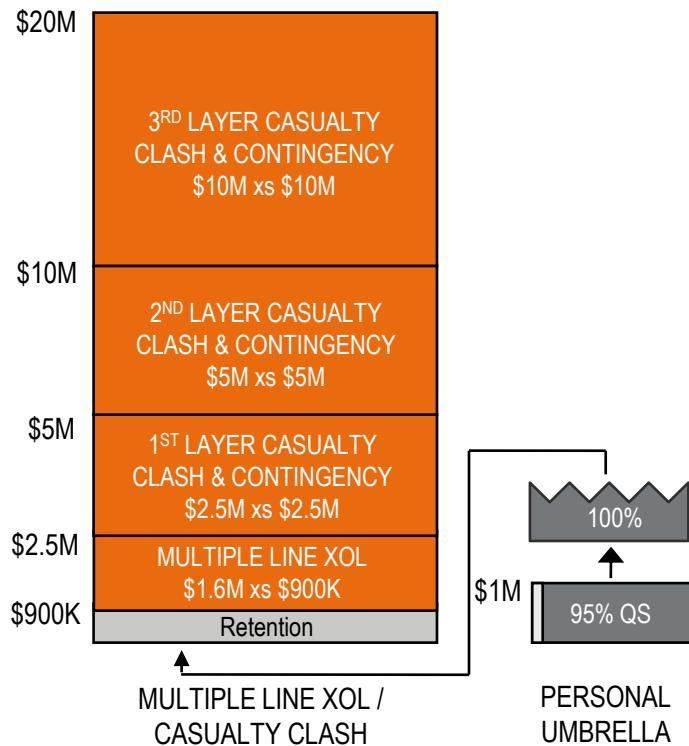 $20M
3RD LAYER CASUALTY
CLASH & CONTINGENCY
$10M xs $10M
$10M
2ND LAYER CASUALTY
CLASH & CONTINGENCY
$5M xs $5M
$5M
1ST LAYER CASUALTY
CLASH & CONTINGENCY
$2.5M xs $2.5M
$2.5M
MULTIPLE LINE XOL
$1.6M xs $900K
$900K
Retention
MULTIPLE LINE XOL /
CASUALTY CLASH
100%
$1M
95% QS
PERSONAL
UMBRELLA